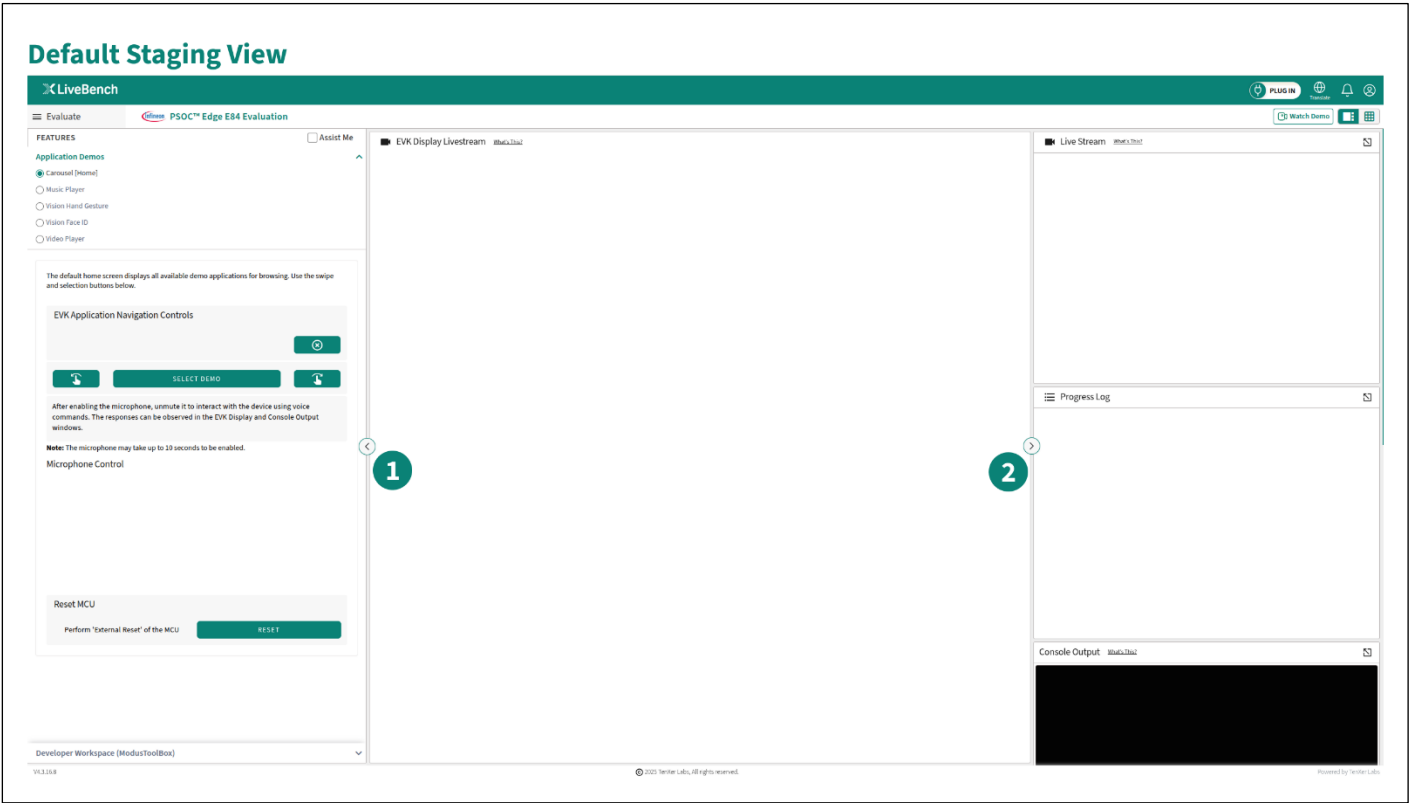 Default Staging View
LiveBench
PLUG IN
Translate
Evaluate
infineon PSOC™ Edge E84 Evaluation
Watch Demo
FEATURES
Assist Me
Application Demos
Carousel [Home]
Music Player
Vision Hand Gesture
Vision Face ID
Video Player
The default home screen displays all available demo applications for browsing. Use the swipe
and selection buttons below.
EVK Application Navigation Controls
SELECT DEMO
After enabling the microphone, unmute it to interact with the device using voice
commands. The responses can be observed in the EVK Display and Console Output
windows.
Note: The microphone may take up to 10 seconds to be enabled.
Microphone Control
Reset MCU
Perform 'External Reset' of the MCU
RESET
Developer Workspace (ModusToolBox)
EVK Display Livestream What's This?
1
2
Live Stream What's This?
Progress Log
Console Output What's This?
V4.3.16.8
© 2025 Tenxer Labs, All rights reserved.
Powered by Tenxer Labs